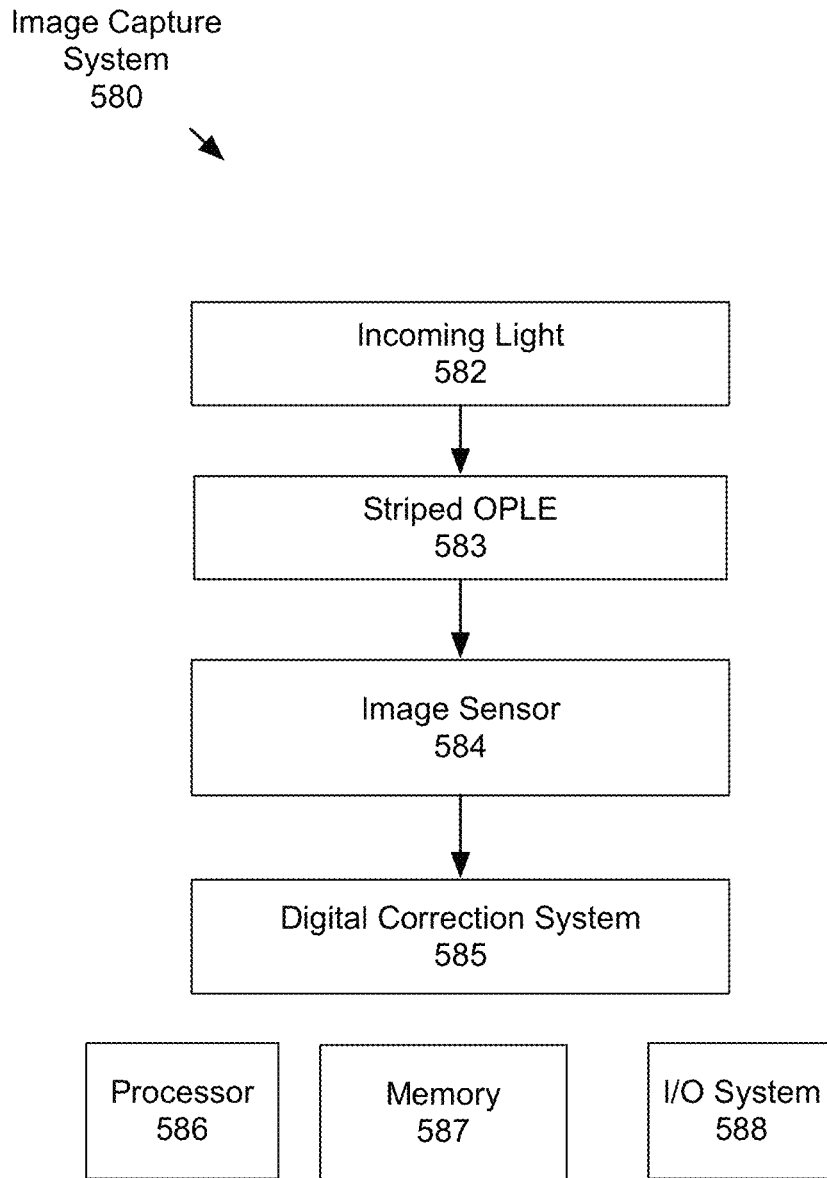 Image Capture
System
580
Incoming Light
582
Striped OPLE
583
Image Sensor
584
Digital Correction System
585
Processor
586
Memory
587
I/O System
588